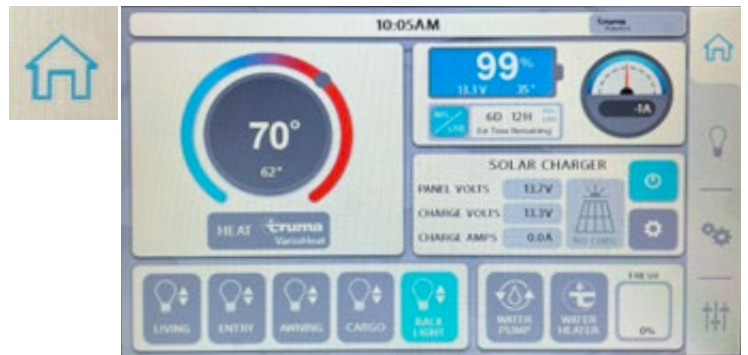 10:05AM
truma
70°
62°
HEAT truma
VarioHeat
99%
13.3V 35°
6D 12H
Est Time Remaining
-1A
SOLAR CHARGER
PANEL VOLTS 13.7V
CHARGE VOLTS 13.3V
CHARGE AMPS 0.0A
LIVING
ENTRY
AWNING
CARGO
BACK
LIGHT
WATER
PUMP
WATER
HEATER
FRESH
0%